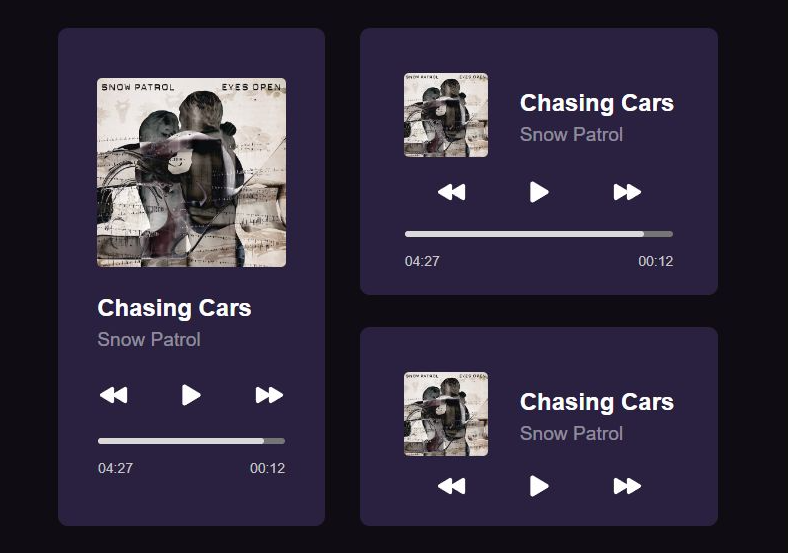 SNOW PATROL EYES OPEN
Chasing Cars
Snow Patrol
04:27 00:12
SNOW PATROL EYES OPEN
Chasing Cars
Snow Patrol
04:27 00:12
SNOW PATROL EYES OPEN
Chasing Cars
Snow Patrol